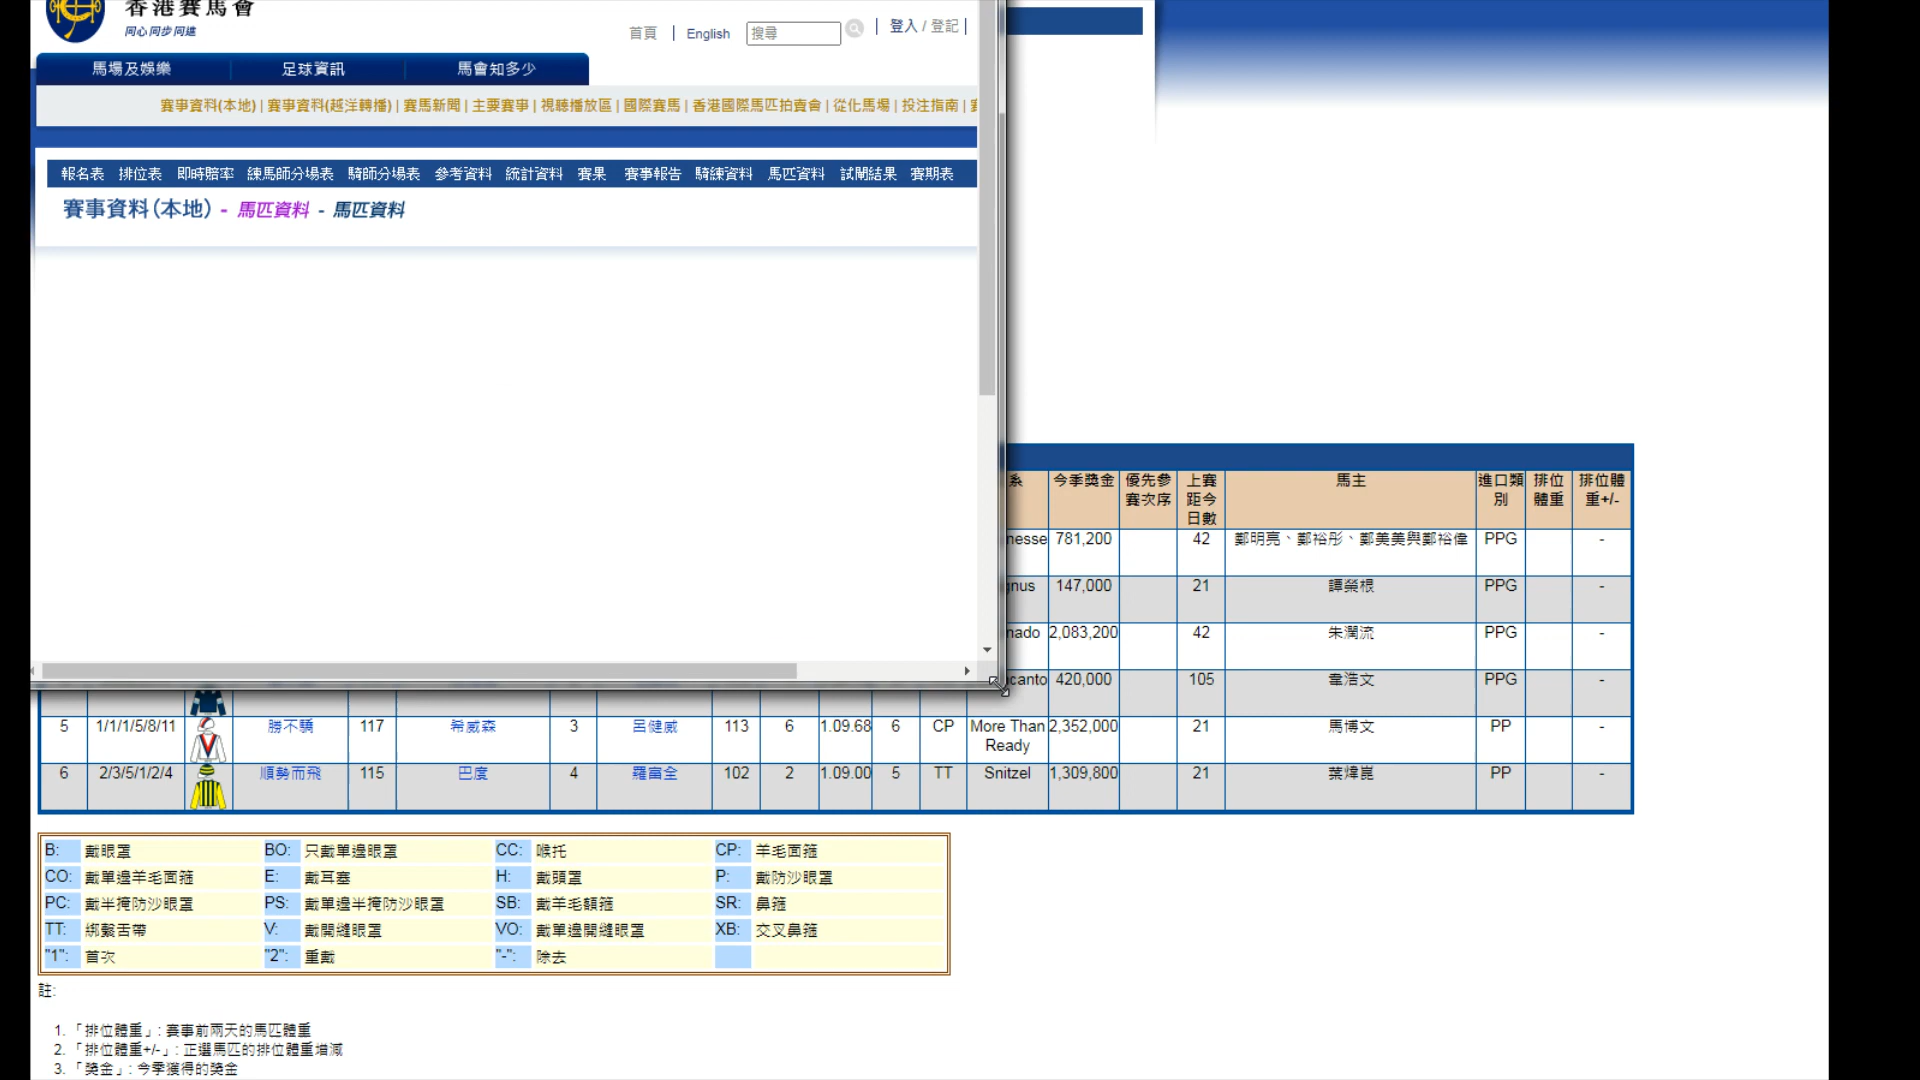 香港賽馬會
同心同步同進
首頁 | English 搜尋 | 登入 / 登記 |
馬場及娛樂 足球資訊 馬會知多少
賽事資料(本地) | 賽事資料(越洋轉播) | 賽馬新聞 | 主要賽事 | 視聽播放區 | 國際賽馬 | 香港國際馬匹拍賣會 | 從化馬場 | 投注指南 |
報名表 排位表 即時賠率 練馬師分場表 騎師分場表 參考資料 統計資料 賽果 賽事報告 騎練資料 馬匹資料 試閘結果 賽期表
賽事資料(本地) - 馬匹資料 - 馬匹資料
系 今季獎金 優先參賽次序 上賽距今日數 馬主 進口類別 排位體重 排位體重+/-
nesse 781,200 42 鄭明亮、鄭裕彤、鄭美美與鄭裕偉 PPG -
gnus 147,000 21 譚榮根 PPG -
nado 2,083,200 42 朱潤流 PPG -
canto 420,000 105 韋浩文 PPG -
5 1/1/1/5/8/11 勝不驕 117 希威森 3 呂健威 113 6 1.09.68 6 CP More Than Ready 2,352,000 21 馬博文 PP -
6 2/3/5/1/2/4 順勢而飛 115 巴度 4 羅富全 102 2 1.09.00 5 TT Snitzel 1,309,800 21 葉煒崑 PP -
B: 戴眼罩 BO: 只戴單邊眼罩 CC: 喉托 CP: 羊毛面箍
CO: 戴單邊羊毛面箍 E: 戴耳塞 H: 戴頭罩 P: 戴防沙眼罩
PC: 戴半掩防沙眼罩 PS: 戴單邊半掩防沙眼罩 SB: 戴羊毛額箍 SR: 鼻箍
TT: 綁繫舌帶 V: 戴開縫眼罩 VO: 戴單邊開縫眼罩 XB: 交叉鼻箍
"1": 首次 "2": 重戴 "-": 除去
註:
1. 「排位體重」: 賽事前兩天的馬匹體重
2. 「排位體重+/-」: 正選馬匹的排位體重增減
3. 「獎金」: 今季獲得的獎金